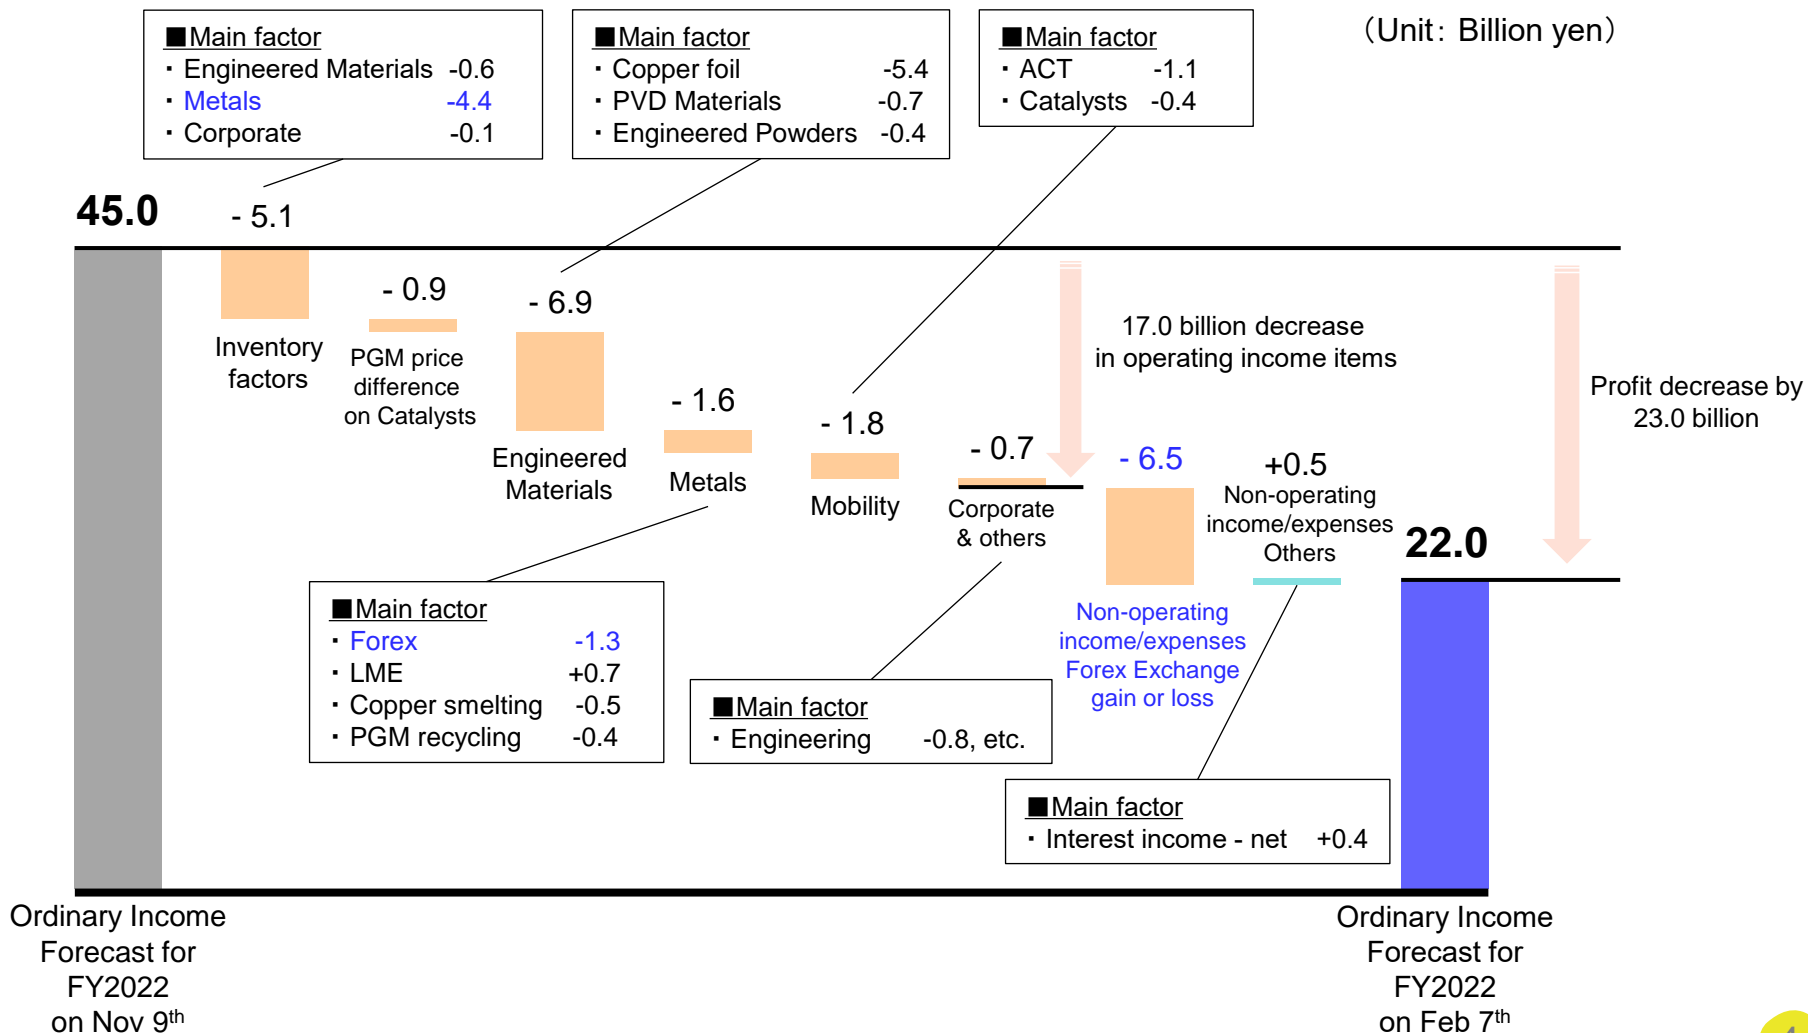 (Unit: Billion yen)
■Main factor
・Engineered Materials -0.6
・Metals -4.4
・Corporate -0.1
■Main factor
・Copper foil -5.4
・PVD Materials -0.7
・Engineered Powders -0.4
■Main factor
・ACT -1.1
・Catalysts -0.4
45.0
- 5.1
Inventory
factors
- 0.9
PGM price
difference
on Catalysts
- 6.9
Engineered
Materials
- 1.6
Metals
- 1.8
Mobility
- 0.7
Corporate
& others
17.0 billion decrease
in operating income items
- 6.5
Non-operating
income/expenses
Forex Exchange
gain or loss
+0.5
Non-operating
income/expenses
Others
22.0
Profit decrease by
23.0 billion
■Main factor
・Forex -1.3
・LME +0.7
・Copper smelting -0.5
・PGM recycling -0.4
■Main factor
・Engineering -0.8, etc.
■Main factor
・Interest income - net +0.4
Ordinary Income
Forecast for
FY2022
on Nov 9th
Ordinary Income
Forecast for
FY2022
on Feb 7th